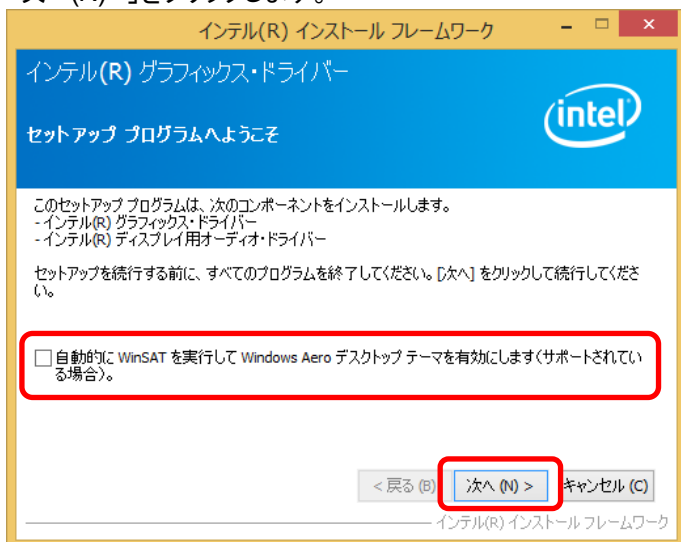 インテル(R) インストール フレームワーク
インテル(R) グラフィックス・ドライバー
intel
セットアップ プログラムへようこそ
このセットアップ プログラムは、次のコンポーネントをインストールします。
- インテル(R) グラフィックス・ドライバー
- インテル(R) ディスプレイ用オーディオ・ドライバー
セットアップを続行する前に、すべてのプログラムを終了してください。[次へ] をクリックして続行してくださ
い。
自動的に WinSAT を実行して Windows Aero デスクトップ テーマを有効にします(サポートされてい
る場合)。
< 戻る (B) 次へ (N) > キャンセル (C)
インテル(R) インストール フレームワーク